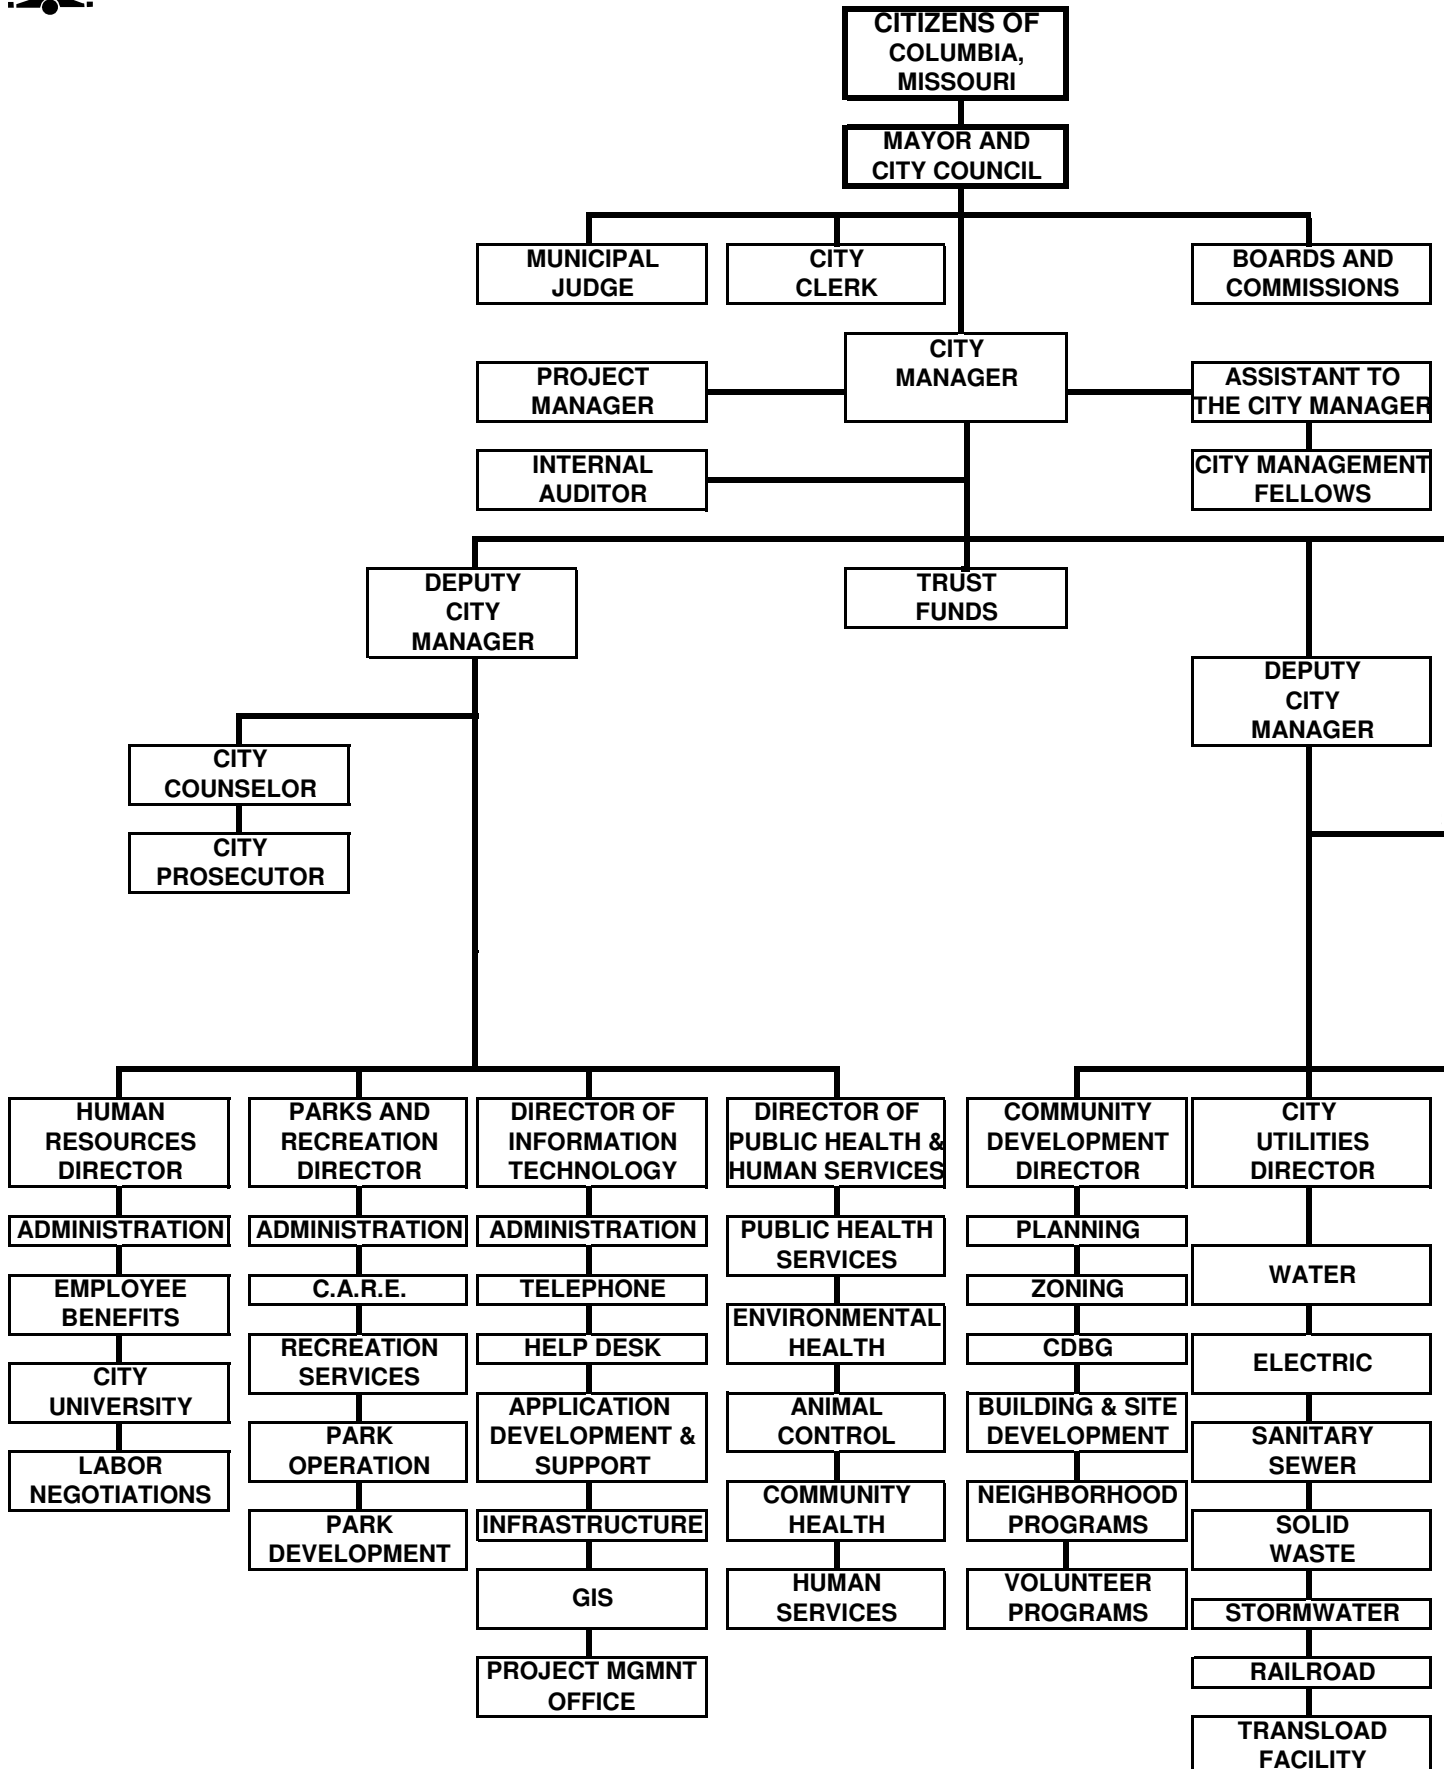 CITIZENS OF
COLUMBIA,
MISSOURI
MAYOR AND
CITY COUNCIL
MUNICIPAL
JUDGE
CITY
CLERK
BOARDS AND
COMMISSIONS
CITY
MANAGER
PROJECT
MANAGER
ASSISTANT TO
THE CITY MANAGER
INTERNAL
AUDITOR
CITY MANAGEMENT
FELLOWS
DEPUTY
CITY
MANAGER
TRUST
FUNDS
DEPUTY
CITY
MANAGER
CITY
COUNSELOR
CITY
PROSECUTOR
HUMAN
RESOURCES
DIRECTOR
ADMINISTRATION
EMPLOYEE
BENEFITS
CITY
UNIVERSITY
LABOR
NEGOTIATIONS
PARKS AND
RECREATION
DIRECTOR
ADMINISTRATION
C.A.R.E.
RECREATION
SERVICES
PARK
OPERATION
PARK
DEVELOPMENT
DIRECTOR OF
INFORMATION
TECHNOLOGY
ADMINISTRATION
TELEPHONE
HELP DESK
APPLICATION
DEVELOPMENT &
SUPPORT
INFRASTRUCTURE
GIS
PROJECT MGMNT
OFFICE
DIRECTOR OF
PUBLIC HEALTH &
HUMAN SERVICES
PUBLIC HEALTH
SERVICES
ENVIRONMENTAL
HEALTH
ANIMAL
CONTROL
COMMUNITY
HEALTH
HUMAN
SERVICES
COMMUNITY
DEVELOPMENT
DIRECTOR
PLANNING
ZONING
CDBG
BUILDING & SITE
DEVELOPMENT
NEIGHBORHOOD
PROGRAMS
VOLUNTEER
PROGRAMS
CITY
UTILITIES
DIRECTOR
WATER
ELECTRIC
SANITARY
SEWER
SOLID
WASTE
STORMWATER
RAILROAD
TRANSLOAD
FACILITY